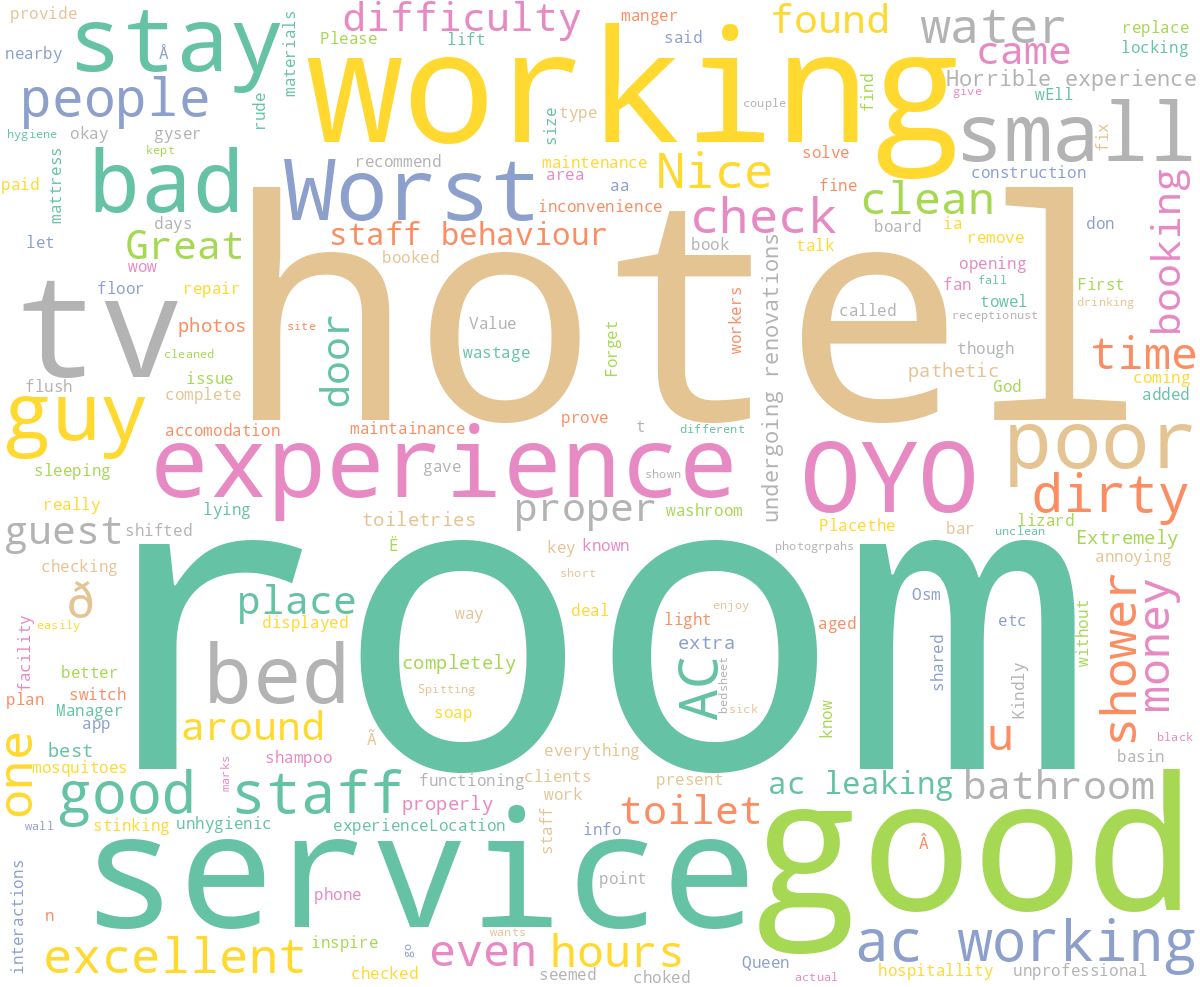 provide
stay
materials
difficulty
manger
found
water
replace
Please
lift
said
came
locking
nearby
Å
working
Horrible experience
people
rude
couple
find
give
wEll
size
type
small
hygiene
okay
gyser
fix
kept
bad
mattress
Worst
recommend
maintenance
solve
Nice
area
aa
fine
construction
paid
inconvenience
clean
booking
days
check
board
ia
don
let
Great
staff behaviour
book
talk
remove
wow
booked
undergoing renovations
opening
tv
hotel
floor
repair
fan
fall
First
workers
towel
drinking
photos
site
door
Value
called
receptionust
cleaned
wastage
Forget
though
time
issue
pathetic
coming
flush
complete
God
added
guy
prove
accomodation
maintainance
t
different
poor
experience
OYO
sleeping
gave
shown
dirty
really
lying
proper
washroom
guest
shifted
toiletries
Placethe
bar
lizard
unclean
Extremely
Ë
key
known
photogrpahs
annoying
checking
room
short
ð
place
way
deal
light
enjoy
Osm
shower
money
easily
displayed
aged
etc
without
facility
extra
shared
better
bed
completely
AC
bedsheet
Kindly
plan
switch
Spitting
Manager
soap
sick
know
app
around
u
black
one
best
Ã
everything
mosquitoes
shampoo
basin
marks
functioning
clients
present
ac leaking
bathroom
good staff
work
properly
toilet
wall
stinking
unhygienic
experienceLocation
staff
info
good
Â
service
interactions
phone
point
n
excellent
inspire
go
wants
even
hours
ac working
checked
seemed
choked
Queen
actual
hospitallity
unprofessional